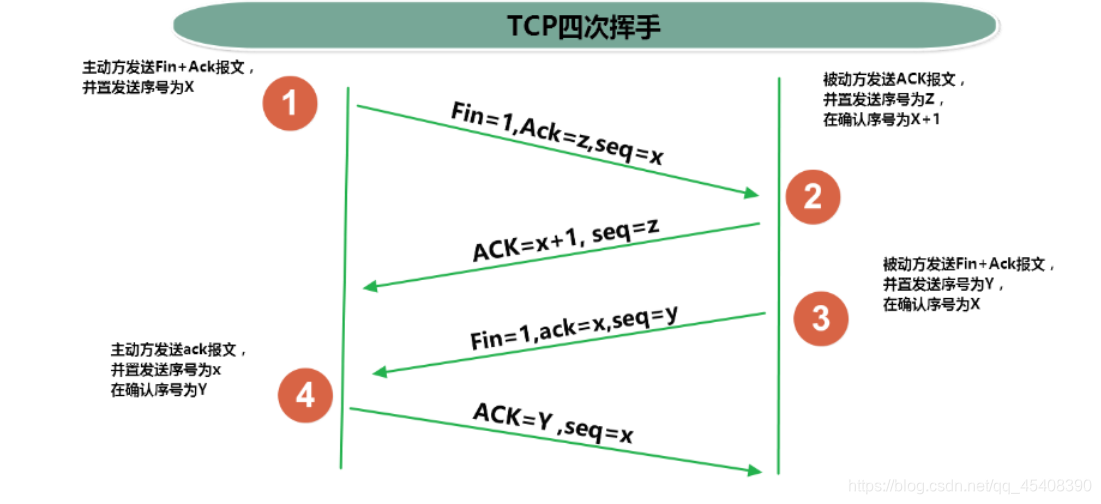 TCP四次挥手
主动方发送Fin+Ack报文，
并置发送序号为X
1
被动方发送ACK报文，
并置发送序号为Z，
在确认序号为X+1
Fin=1,Ack=z,seq=x
2
ACK=x+1, seq=z
被动方发送Fin+Ack报文，
并置发送序号为Y，
在确认序号为X
3
Fin=1,ack=x,seq=y
主动方发送ack报文，
并置发送序号为x
在确认序号为Y
4
ACK=Y ,seq=x
https://blog.csdn.net/qq_45408390